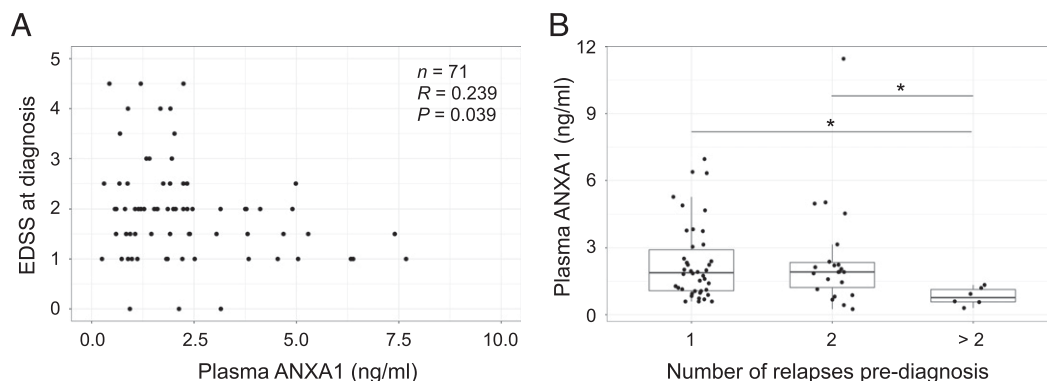 A
5
4
3
2
1
0
EDSS at diagnosis
n = 71
R = 0.239
P = 0.039
0.0 2.5 5.0 7.5 10.0
Plasma ANXA1 (ng/ml)
B
12
9
6
3
0
Plasma ANXA1 (ng/ml)
*
*
1 2 > 2
Number of relapses pre-diagnosis